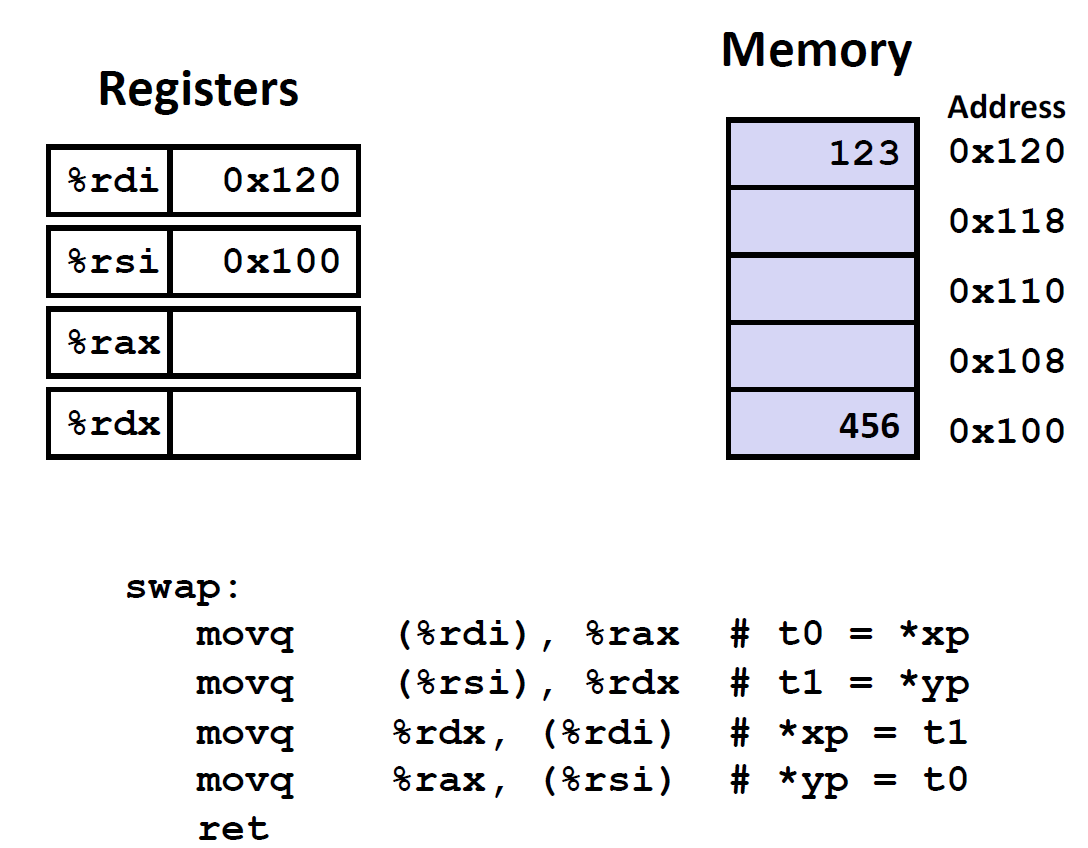 Registers
%rdi 0x120
%rsi 0x100
%rax
%rdx
Memory
Address
123 0x120
0x118
0x110
0x108
456 0x100
swap:
movq (%rdi), %rax # t0 = *xp
movq (%rsi), %rdx # t1 = *yp
movq %rdx, (%rdi) # *xp = t1
movq %rax, (%rsi) # *yp = t0
ret